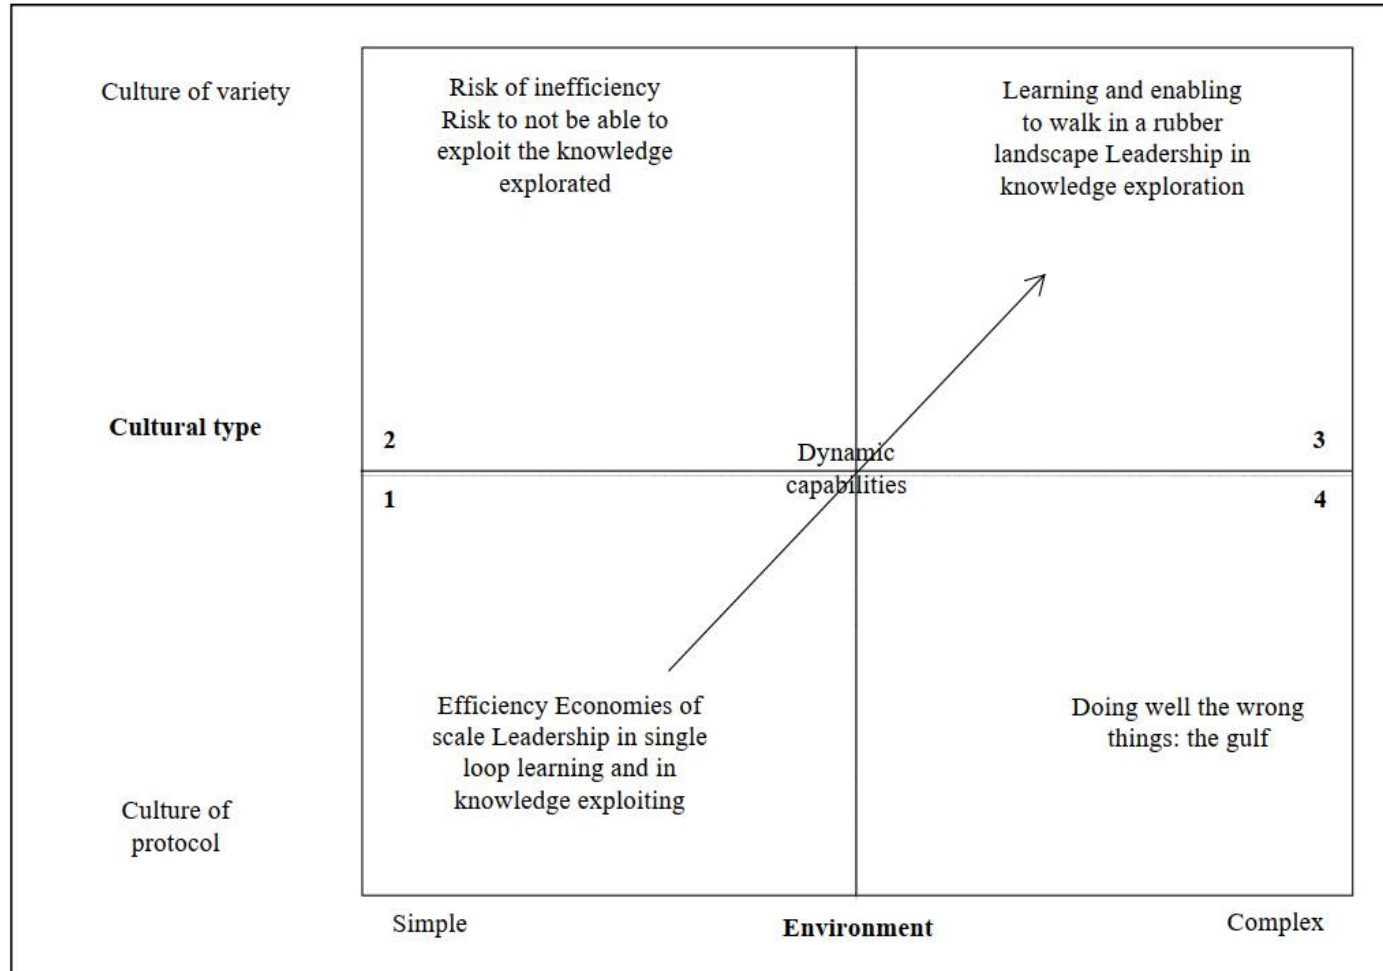 Culture of variety
Risk of inefficiency
Risk to not be able to
exploit the knowledge
explorated
Learning and enabling
to walk in a rubber
landscape Leadership in
knowledge exploration
Cultural type
2
3
Dynamic
capabilities
1
4
Efficiency Economies of
scale Leadership in single
loop learning and in
knowledge exploiting
Doing well the wrong
things: the gulf
Culture of
protocol
Simple
Environment
Complex